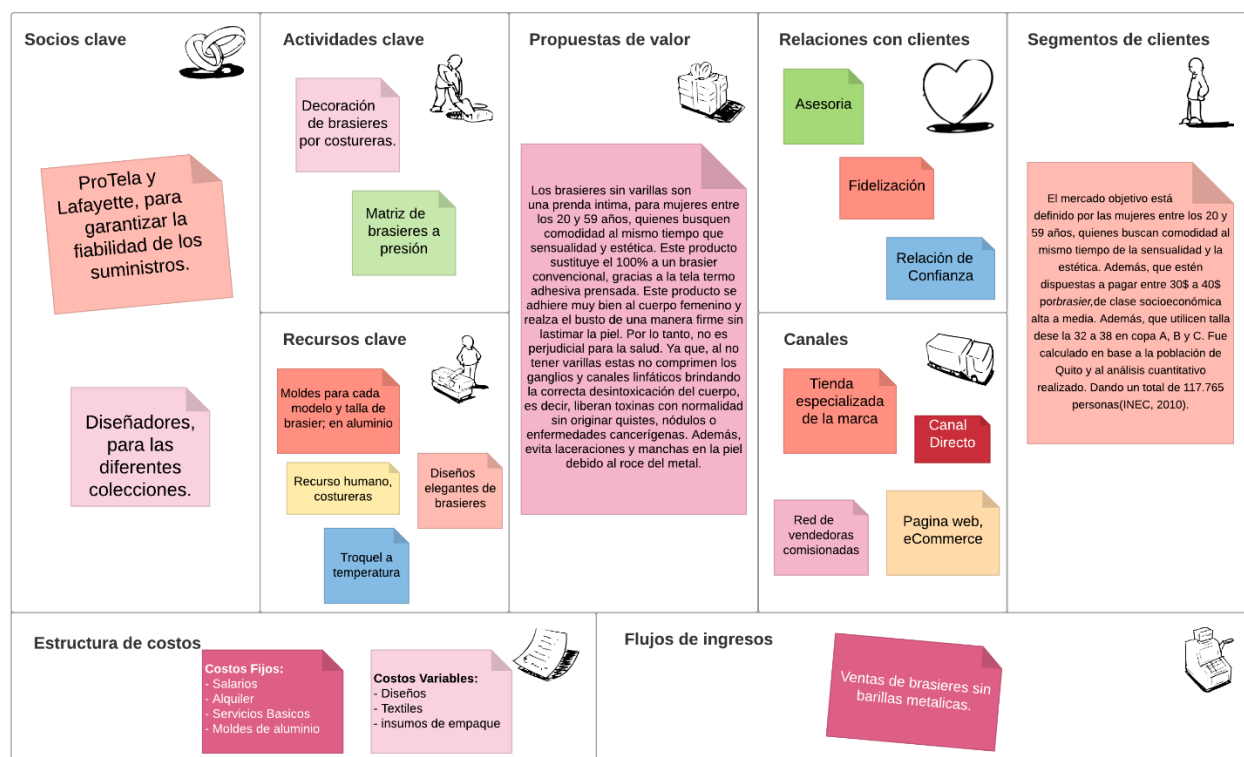 Socios clave
ProTela y
Lafayette, para
garantizar la
fiabilidad de los
suministros.
Diseñadores,
para las
diferentes
colecciones.
Actividades clave
Decoración
de brasieres
por costureras.
Matriz de
brasieres a
presión
Recursos clave
Moldes para cada
modelo y talla de
brasier; en aluminio
Recurso humano,
costureras
Diseños
elegantes de
brasieres
Troquel a
temperatura
Propuestas de valor
Los brasieres sin varillas son
una prenda intima, para mujeres entre
los 20 y 59 años, quienes busquen
comodidad al mismo tiempo que
sensualidad y estética. Este producto
sustituye el 100% a un brasier
convencional, gracias a la tela termo
adhesiva prensada. Este producto se
adhiere muy bien al cuerpo femenino y
realza el busto de una manera firme sin
lastimar la piel. Por lo tanto, no es
perjudicial para la salud. Ya que, al no
tener varillas estas no comprimen los
ganglios y canales linfáticos brindando
la correcta desintoxicación del cuerpo,
es decir, liberan toxinas con normalidad
sin originar quistes, nódulos o
enfermedades cancerígenas. Además,
evita laceraciones y manchas en la piel
debido al roce del metal.
Relaciones con clientes
Asesoria
Fidelización
Relación de
Confianza
Canales
Tienda
especializada
de la marca
Canal
Directo
Red de
vendedoras
comisionadas
Pagina web,
eCommerce
Segmentos de clientes
El mercado objetivo está
definido por las mujeres entre los 20 y
59 años, quienes buscan comodidad al
mismo tiempo de la sensualidad y la
estética. Además, que estén
dispuestas a pagar entre 30$ a 40$
porbrasier,de clase socioeconómica
alta a media. Además, que utilicen talla
dese la 32 a 38 en copa A, B y C. Fue
calculado en base a la población de
Quito y al análisis cuantitativo
realizado. Dando un total de 117.765
personas(INEC, 2010).
Estructura de costos
Costos Fijos:
- Salarios
- Alquiler
- Servicios Basicos
- Moldes de aluminio
Costos Variables:
- Diseños
- Textiles
- insumos de empaque
Flujos de ingresos
Ventas de brasieres sin
barillas metalicas.